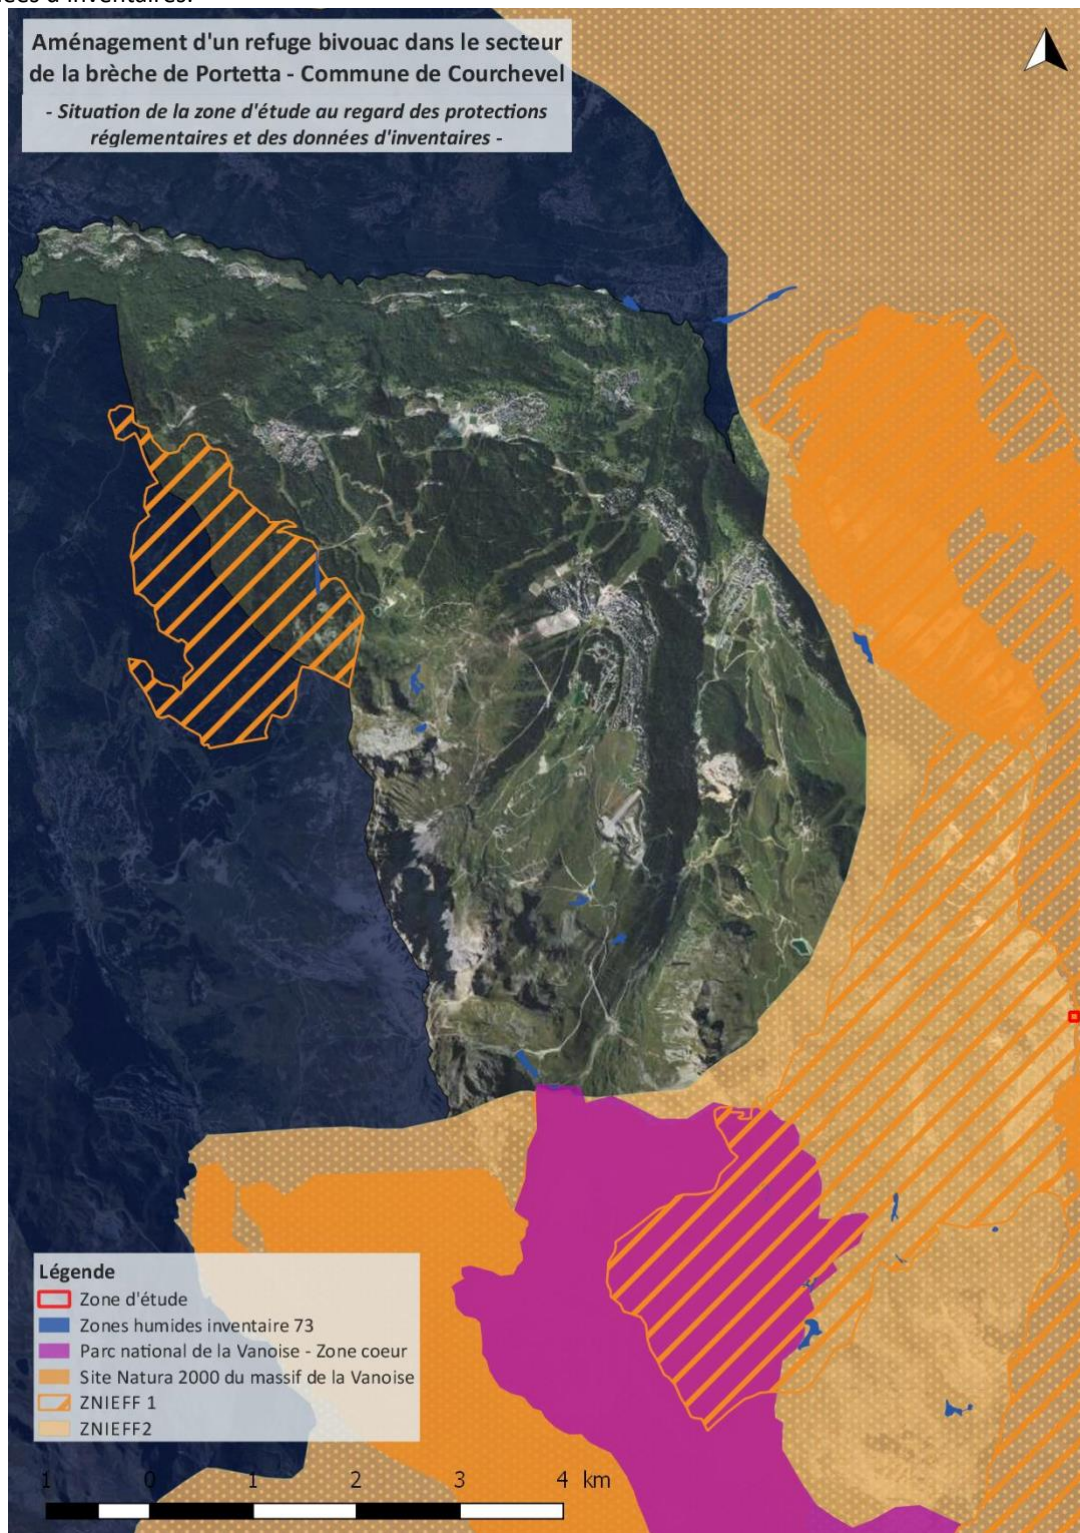 Aménagement d'un refuge bivouac dans le secteur
de la brèche de Portetta - Commune de Courchevel
- Situation de la zone d'étude au regard des protections
réglementaires et des données d'inventaires -
Légende
Zone d'étude
Zones humides inventaire 73
Parc national de la Vanoise - Zone coeur
Site Natura 2000 du massif de la Vanoise
ZNIEFF 1
ZNIEFF2
1 0 1 2 3 4 km